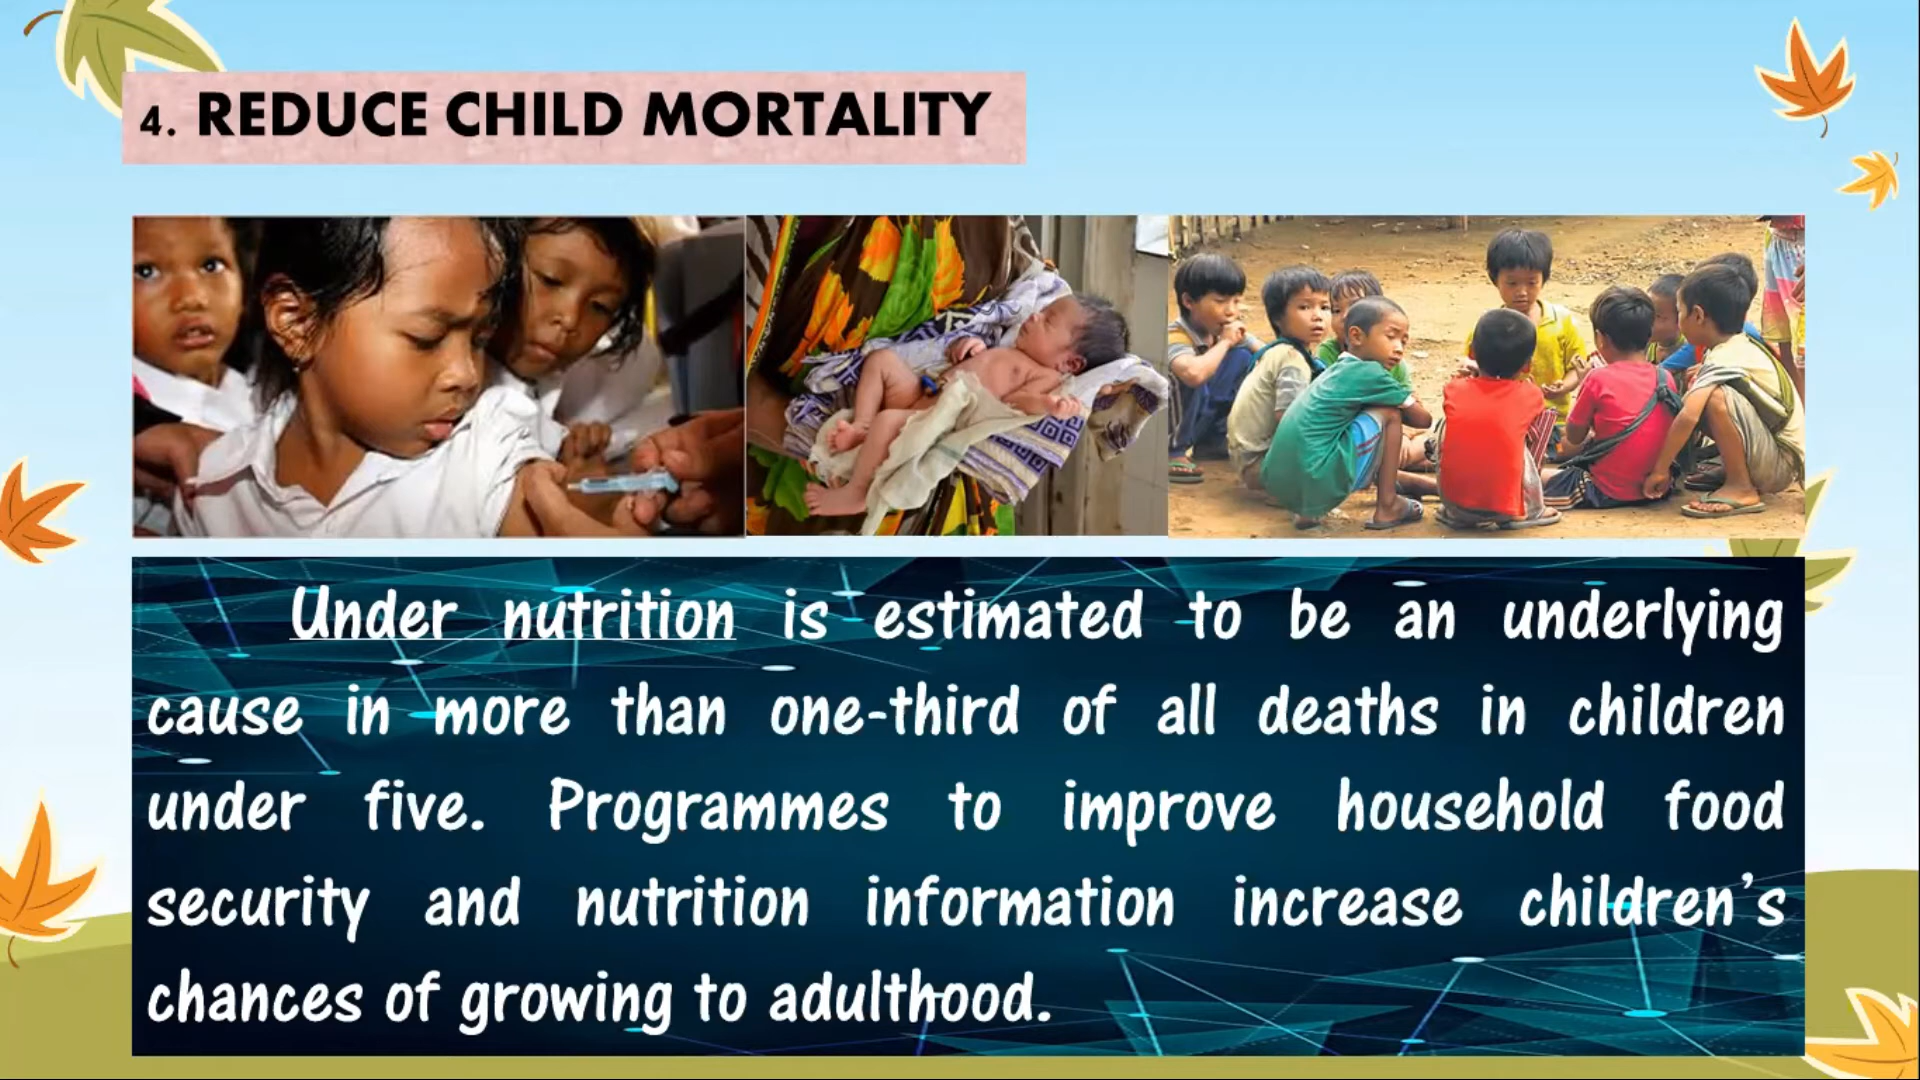 4. REDUCE CHILD MORTALITY
Under nutrition is estimated to be an underlying
cause in more than one-third of all deaths in children
under five. Programmes to improve household food
security and nutrition information increase children's
chances of growing to adulthood.